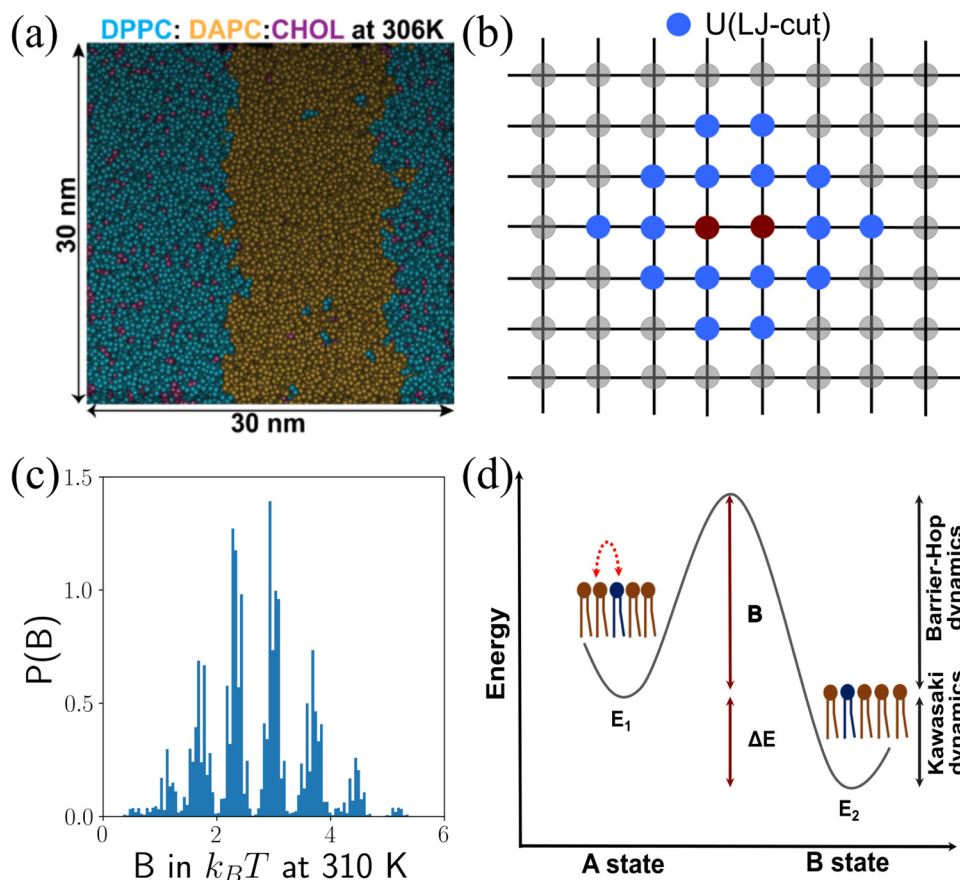 (a)
DPPC: DAPC:CHOL at 306K
30 nm
30 nm
(b)
U(LJ-cut)
(c)
1.5
1.0
0.5
0.0
P(B)
0
2
4
6
B in k_BT at 310 K
(d)
Energy
B
ΔE
E₁
E₂
A state
B state
Barrier-Hop
dynamics
Kawasaki
dynamics